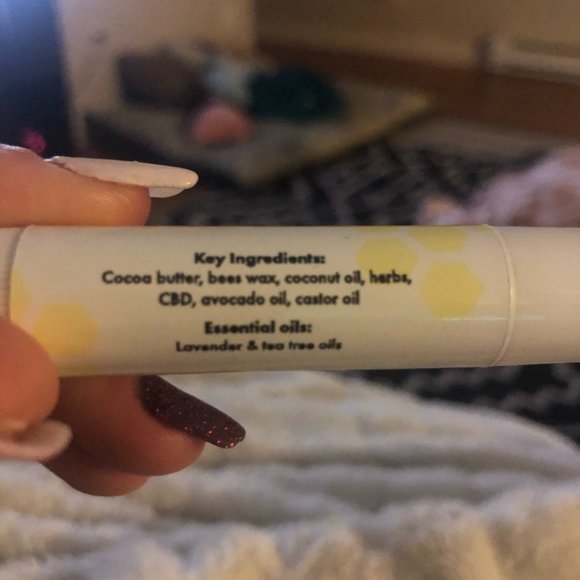 Key Ingredients:
Cocoa butter, bees wax, coconut oil, herbs,
CBD, avocado oil, castor oil
Essential oils:
Lavender & tea tree oils